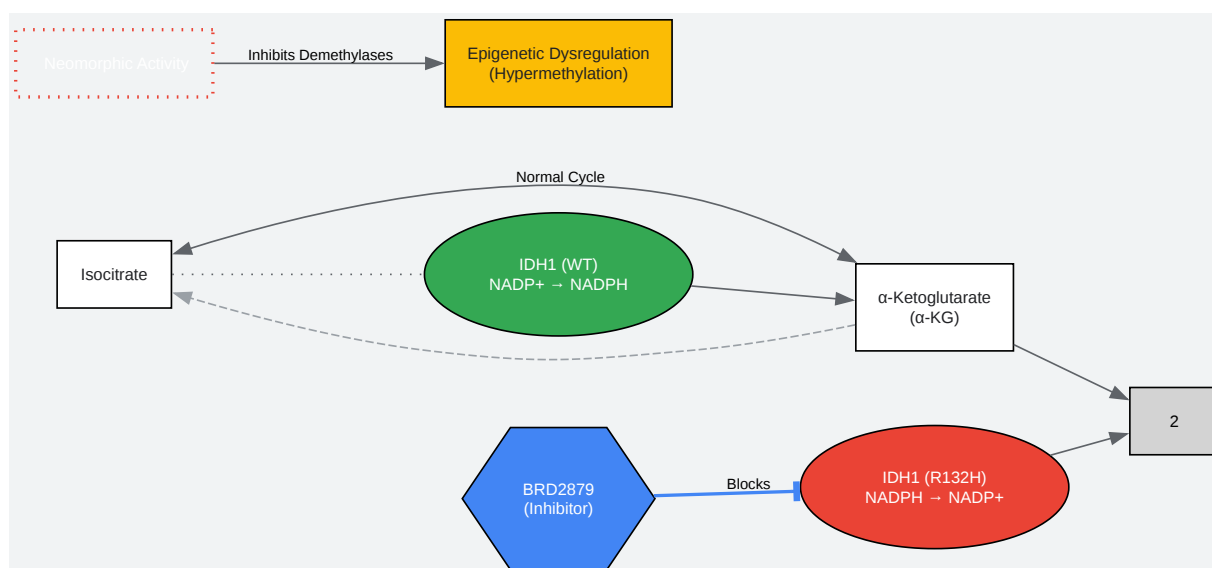 Neomorphic Activity
Inhibits Demethylases
Epigenetic Dysregulation
(Hypermethylation)
Normal Cycle
Isocitrate
IDH1 (WT)
NADP+ → NADPH
α-Ketoglutarate
(α-KG)
2
BRD2879
(Inhibitor)
Blocks
IDH1 (R132H)
NADPH → NADP+